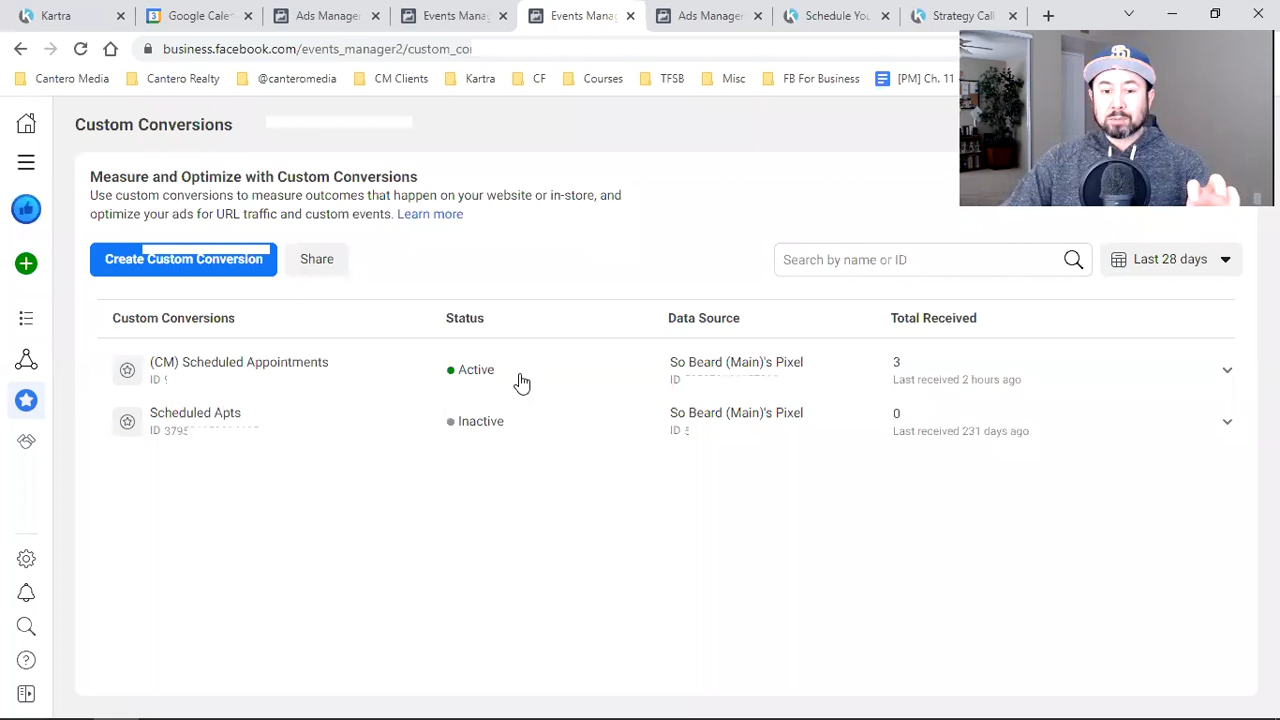 Kartra
Google Cale
Ads Manager
Events Mana
Events Mana
Ads Manager
Schedule You
Strategy Call
business.facebook.com/events_manager2/custom_co
Cantero Media
Cantero Realty
@canteromedia
CM Clients
Kartra
CF
Courses
TFSB
Misc
FB For Business
[PM] Ch. 11
Custom Conversions
Measure and Optimize with Custom Conversions
Use custom conversions to measure outcomes that happen on your website or in-store, and
optimize your ads for URL traffic and custom events. Learn more
Create Custom Conversion
Share
Search by name or ID
Last 28 days
Custom Conversions
Status
Data Source
Total Received
(CM) Scheduled Appointments
ID
Active
So Beard (Main)'s Pixel
ID
3
Last received 2 hours ago
Scheduled Apts
ID 3795
Inactive
So Beard (Main)'s Pixel
ID
0
Last received 231 days ago